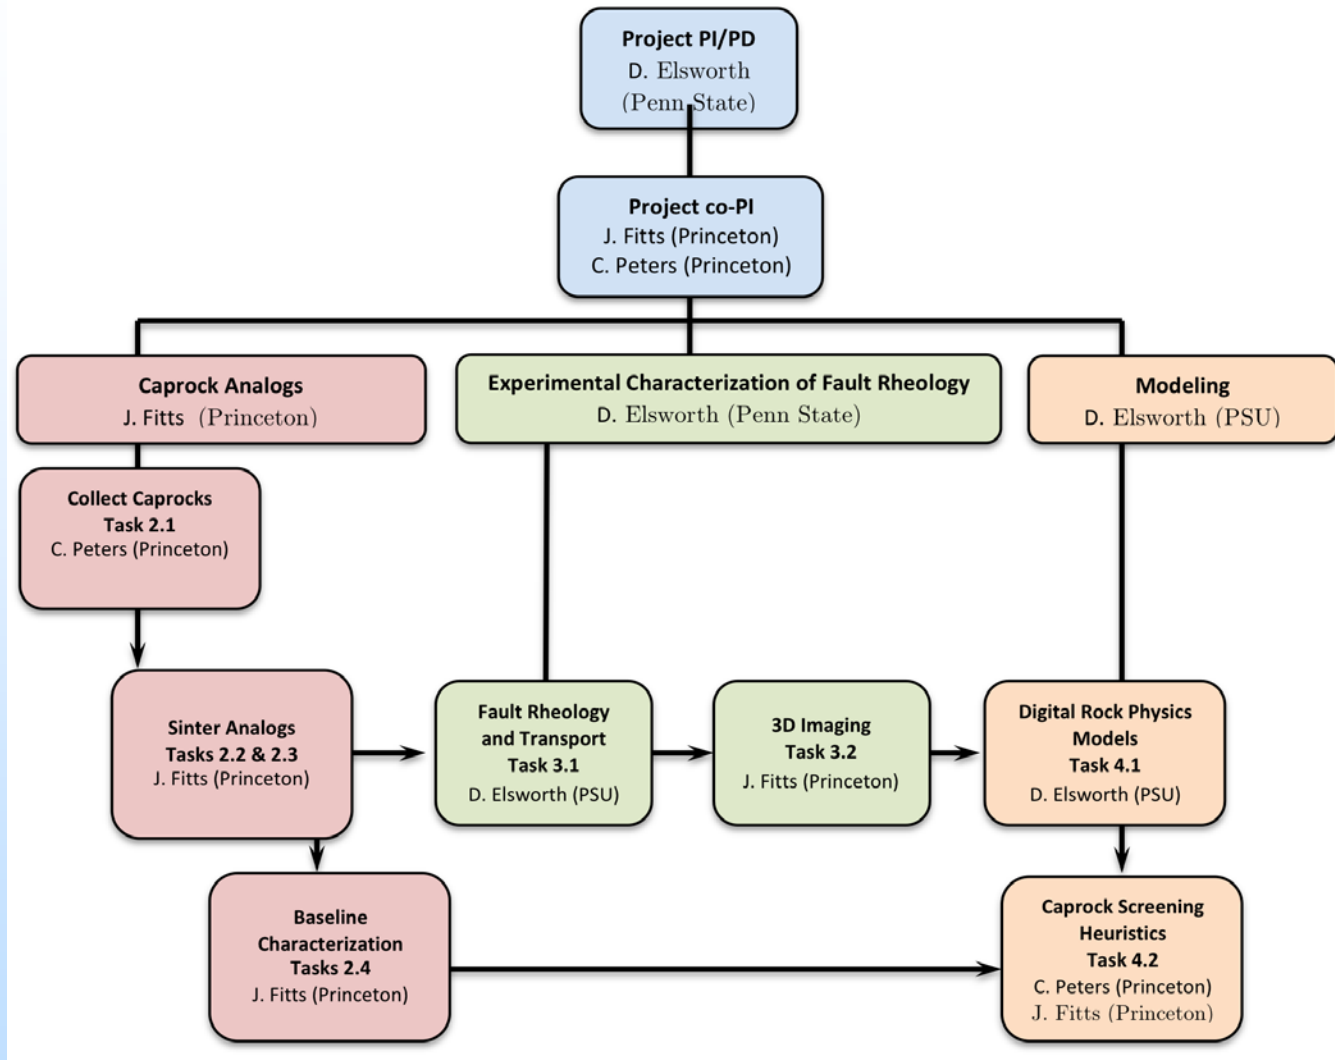 Project PI/PD
D. Elsworth
(Penn State)
Project co-PI
J. Fitts (Princeton)
C. Peters (Princeton)
Caprock Analogs
J. Fitts (Princeton)
Experimental Characterization of Fault Rheology
D. Elsworth (Penn State)
Modeling
D. Elsworth (PSU)
Collect Caprocks
Task 2.1
C. Peters (Princeton)
Sinter Analogs
Tasks 2.2 & 2.3
J. Fitts (Princeton)
Fault Rheology
and Transport
Task 3.1
D. Elsworth (PSU)
3D Imaging
Task 3.2
J. Fitts (Princeton)
Digital Rock Physics
Models
Task 4.1
D. Elsworth (PSU)
Baseline
Characterization
Tasks 2.4
J. Fitts (Princeton)
Caprock Screening
Heuristics
Task 4.2
C. Peters (Princeton)
J. Fitts (Princeton)